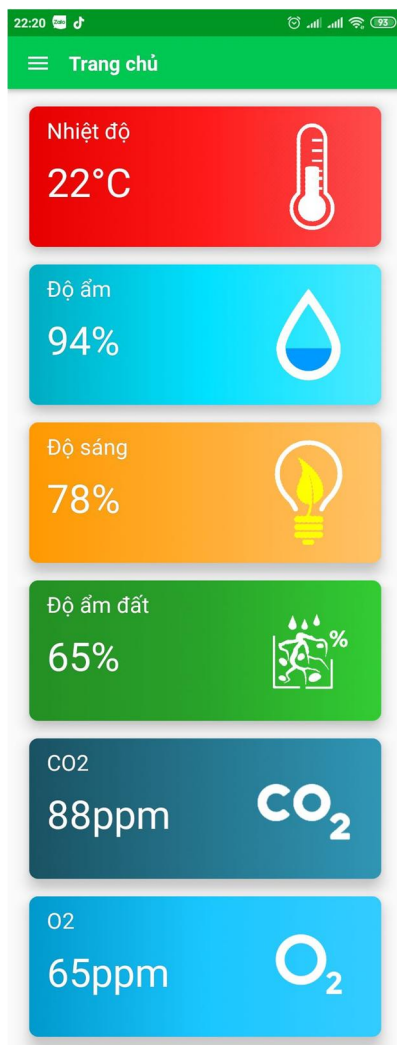 22:20 Zalo 93
Trang chủ
Nhiệt độ
22°C
Độ ẩm
94%
Độ sáng
78%
Độ ẩm đất
65%
%
CO2
88ppm
CO₂
O2
65ppm
O₂